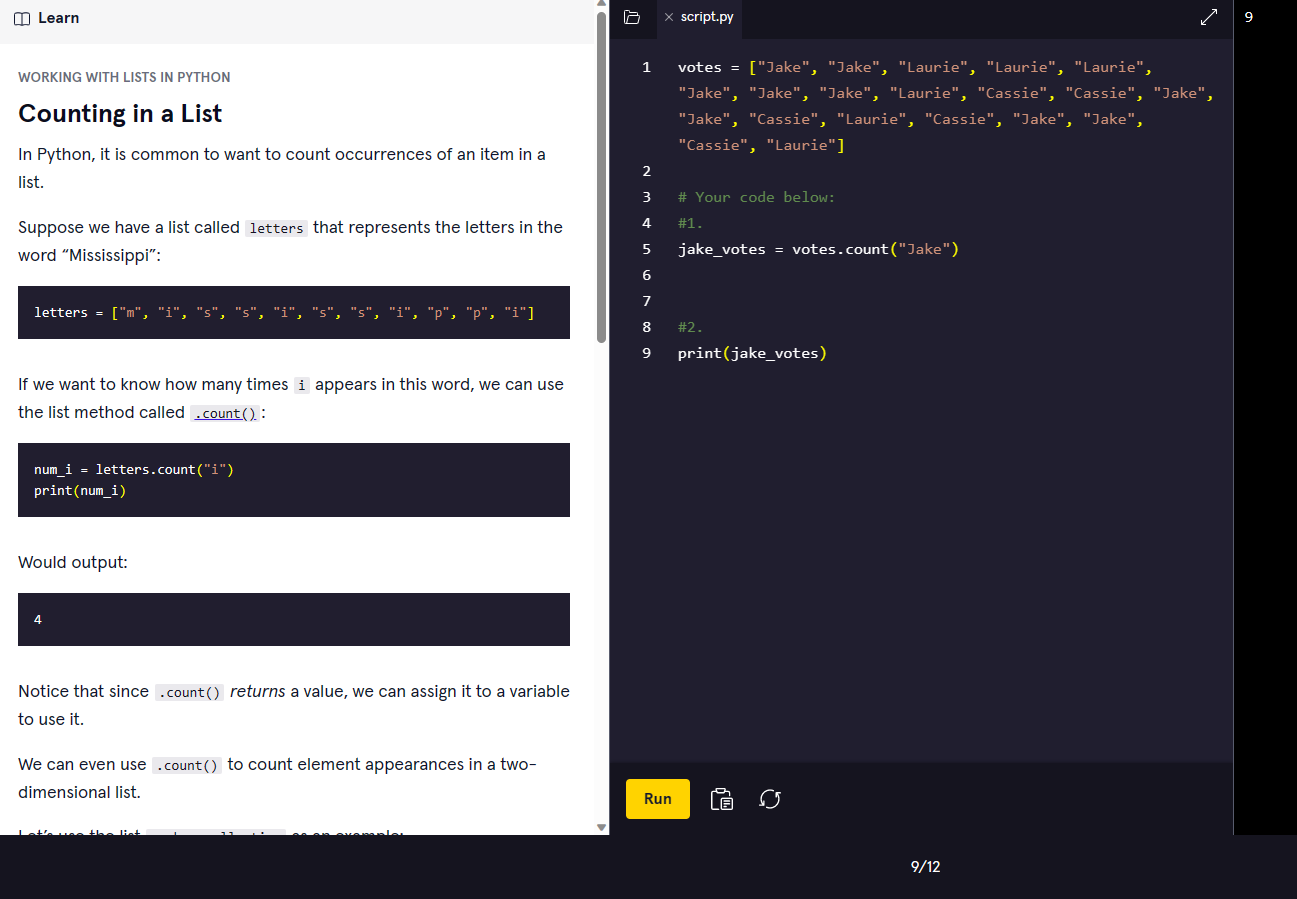 Learn
WORKING WITH LISTS IN PYTHON
Counting in a List
In Python, it is common to want to count occurrences of an item in a
list.
Suppose we have a list called letters that represents the letters in the
word “Mississippi”:
letters = ["m", "i", "s", "s", "i", "s", "s", "i", "p", "p", "i"]
If we want to know how many times i appears in this word, we can use
the list method called .count():
num_i = letters.count("i")
print(num_i)
Would output:
4
Notice that since .count() returns a value, we can assign it to a variable
to use it.
We can even use .count() to count element appearances in a two-
dimensional list.
Let’s use the list as an example:
script.py
1 votes = ["Jake", "Jake", "Laurie", "Laurie", "Laurie",
"Jake", "Jake", "Jake", "Laurie", "Cassie", "Cassie", "Jake",
"Jake", "Cassie", "Laurie", "Cassie", "Jake", "Jake",
"Cassie", "Laurie"]
2
3 # Your code below:
4 #1.
5 jake_votes = votes.count("Jake")
6
7
8 #2.
9 print(jake_votes)
Run
9
9/12